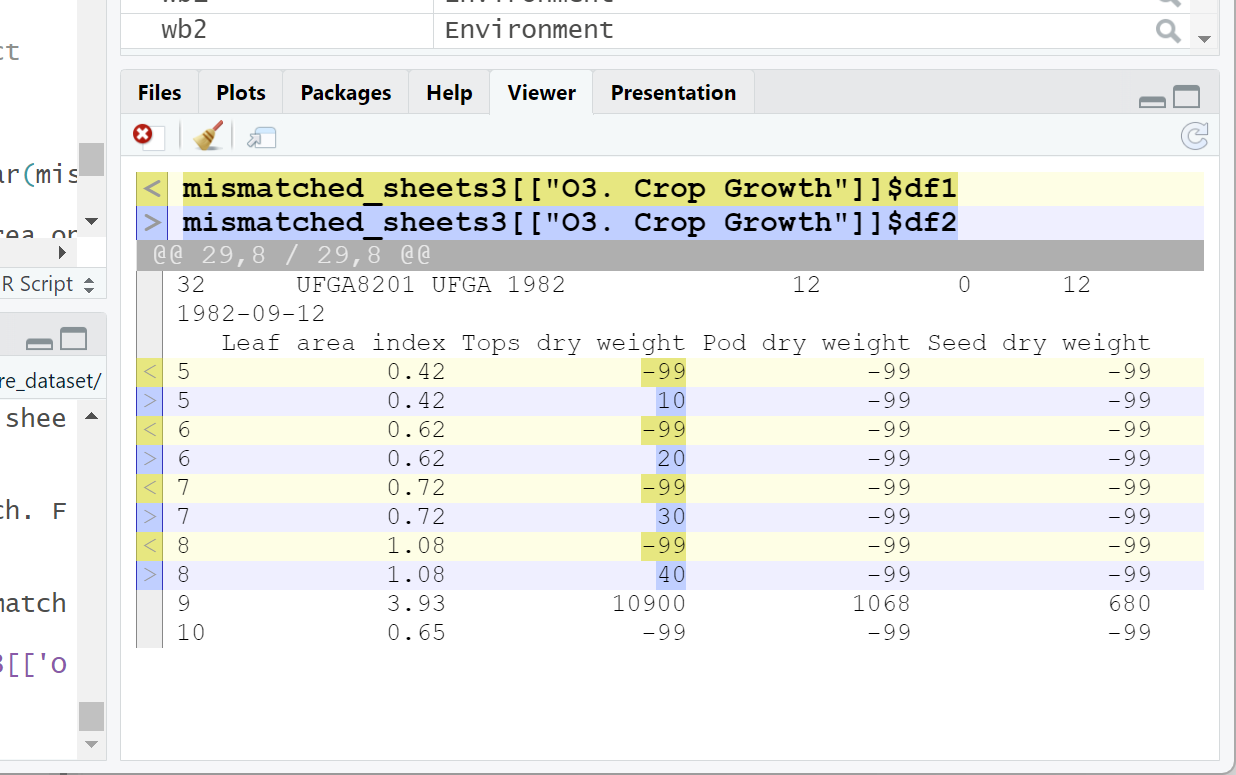 wb2 Environment
ct
Files Plots Packages Help Viewer Presentation
ar(mis
R Script
re_dataset/
shee
ch. F
match
3[['o
< mismatched_sheets3[["O3. Crop Growth"]]$df1
> mismatched_sheets3[["O3. Crop Growth"]]$df2
@@ 29,8 / 29,8 @@
32 UFGA8201 UFGA 1982 12 0 12
1982-09-12
Leaf area index Tops dry weight Pod dry weight Seed dry weight
< 5 0.42 -99 -99 -99
> 5 0.42 10 -99 -99
< 6 0.62 -99 -99 -99
> 6 0.62 20 -99 -99
< 7 0.72 -99 -99 -99
> 7 0.72 30 -99 -99
< 8 1.08 -99 -99 -99
> 8 1.08 40 -99 -99
9 3.93 10900 1068 680
10 0.65 -99 -99 -99